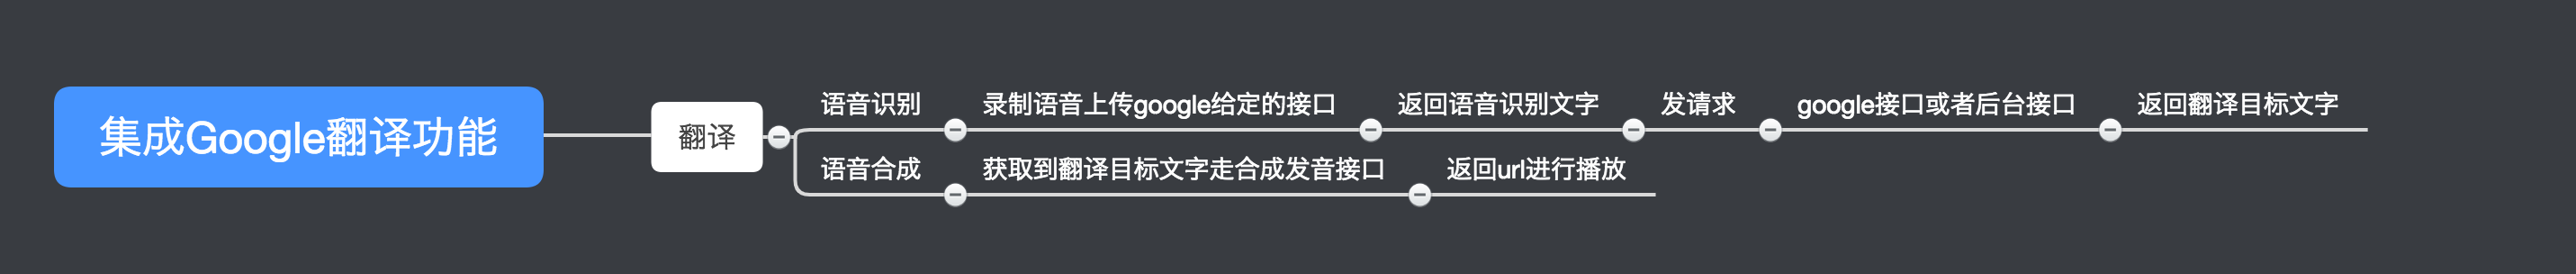 集成Google翻译功能
翻译
语音识别
录制语音上传google给定的接口
返回语音识别文字
发请求
google接口或者后台接口
返回翻译目标文字
语音合成
获取到翻译目标文字走合成发音接口
返回url进行播放